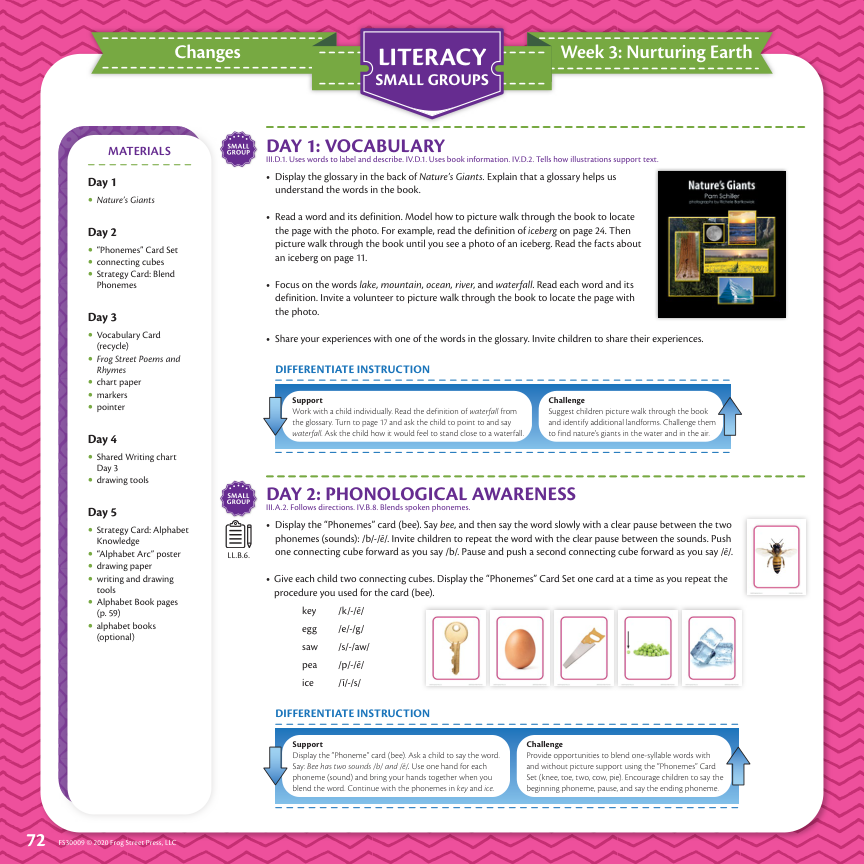 Changes
LITERACY
SMALL GROUPS
Week 3: Nurturing Earth
MATERIALS
Day 1
• Nature's Giants
Day 2
• "Phonemes" Card Set
• connecting cubes
• Strategy Card: Blend
Phonemes
Day 3
• Vocabulary Card
(recycle)
• Frog Street Poems and
Rhymes
• chart paper
• markers
• pointer
Day 4
• Shared Writing chart
Day 3
• drawing tools
Day 5
• Strategy Card: Alphabet
Knowledge
• "Alphabet Arc" poster
• drawing paper
• writing and drawing
tools
• Alphabet Book pages
(p. 59)
• alphabet books
(optional)
SMALL
GROUP
DAY 1: VOCABULARY
III.D.1. Uses words to label and describe. IV.D.1. Uses book information. IV.D.2. Tells how illustrations support text.
• Display the glossary in the back of Nature's Giants. Explain that a glossary helps us
understand the words in the book.
• Read a word and its definition. Model how to picture walk through the book to locate
the page with the photo. For example, read the definition of iceberg on page 24. Then
picture walk through the book until you see a photo of an iceberg. Read the facts about
an iceberg on page 11.
• Focus on the words lake, mountain, ocean, river, and waterfall. Read each word and its
definition. Invite a volunteer to picture walk through the book to locate the page with
the photo.
• Share your experiences with one of the words in the glossary. Invite children to share their experiences.
Nature's Giants
Pam Schiller
DIFFERENTIATE INSTRUCTION
Support
Work with a child individually. Read the definition of waterfall from
the glossary. Turn to page 17 and ask the child to point to and say
waterfall. Ask the child how it would feel to stand close to a waterfall.
Challenge
Suggest children picture walk through the book
and identify additional landforms. Challenge them
to find nature's giants in the water and in the air.
SMALL
GROUP
I.L.B.6.
DAY 2: PHONOLOGICAL AWARENESS
III.A.2. Follows directions. IV.B.8. Blends spoken phonemes.
• Display the "Phonemes" card (bee). Say bee, and then say the word slowly with a clear pause between the two
phonemes (sounds): /b/-/ē/. Invite children to repeat the word with the clear pause between the sounds. Push
one connecting cube forward as you say /b/. Pause and push a second connecting cube forward as you say /ē/.
• Give each child two connecting cubes. Display the "Phonemes" Card Set one card at a time as you repeat the
procedure you used for the card (bee).
key /k/-/ē/
egg /e/-/g/
saw /s/-/aw/
pea /p/-/ē/
ice /ī/-/s/
DIFFERENTIATE INSTRUCTION
Support
Display the "Phoneme" card (bee). Ask a child to say the word.
Say: Bee has two sounds /b/ and /ē/. Use one hand for each
phoneme (sound) and bring your hands together when you
blend the word. Continue with the phonemes in key and ice.
Challenge
Provide opportunities to blend one-syllable words with
and without picture support using the "Phonemes" Card
Set (knee, toe, two, cow, pie). Encourage children to say the
beginning phoneme, pause, and say the ending phoneme.
72 FS30009 © 2020 Frog Street Press, LLC